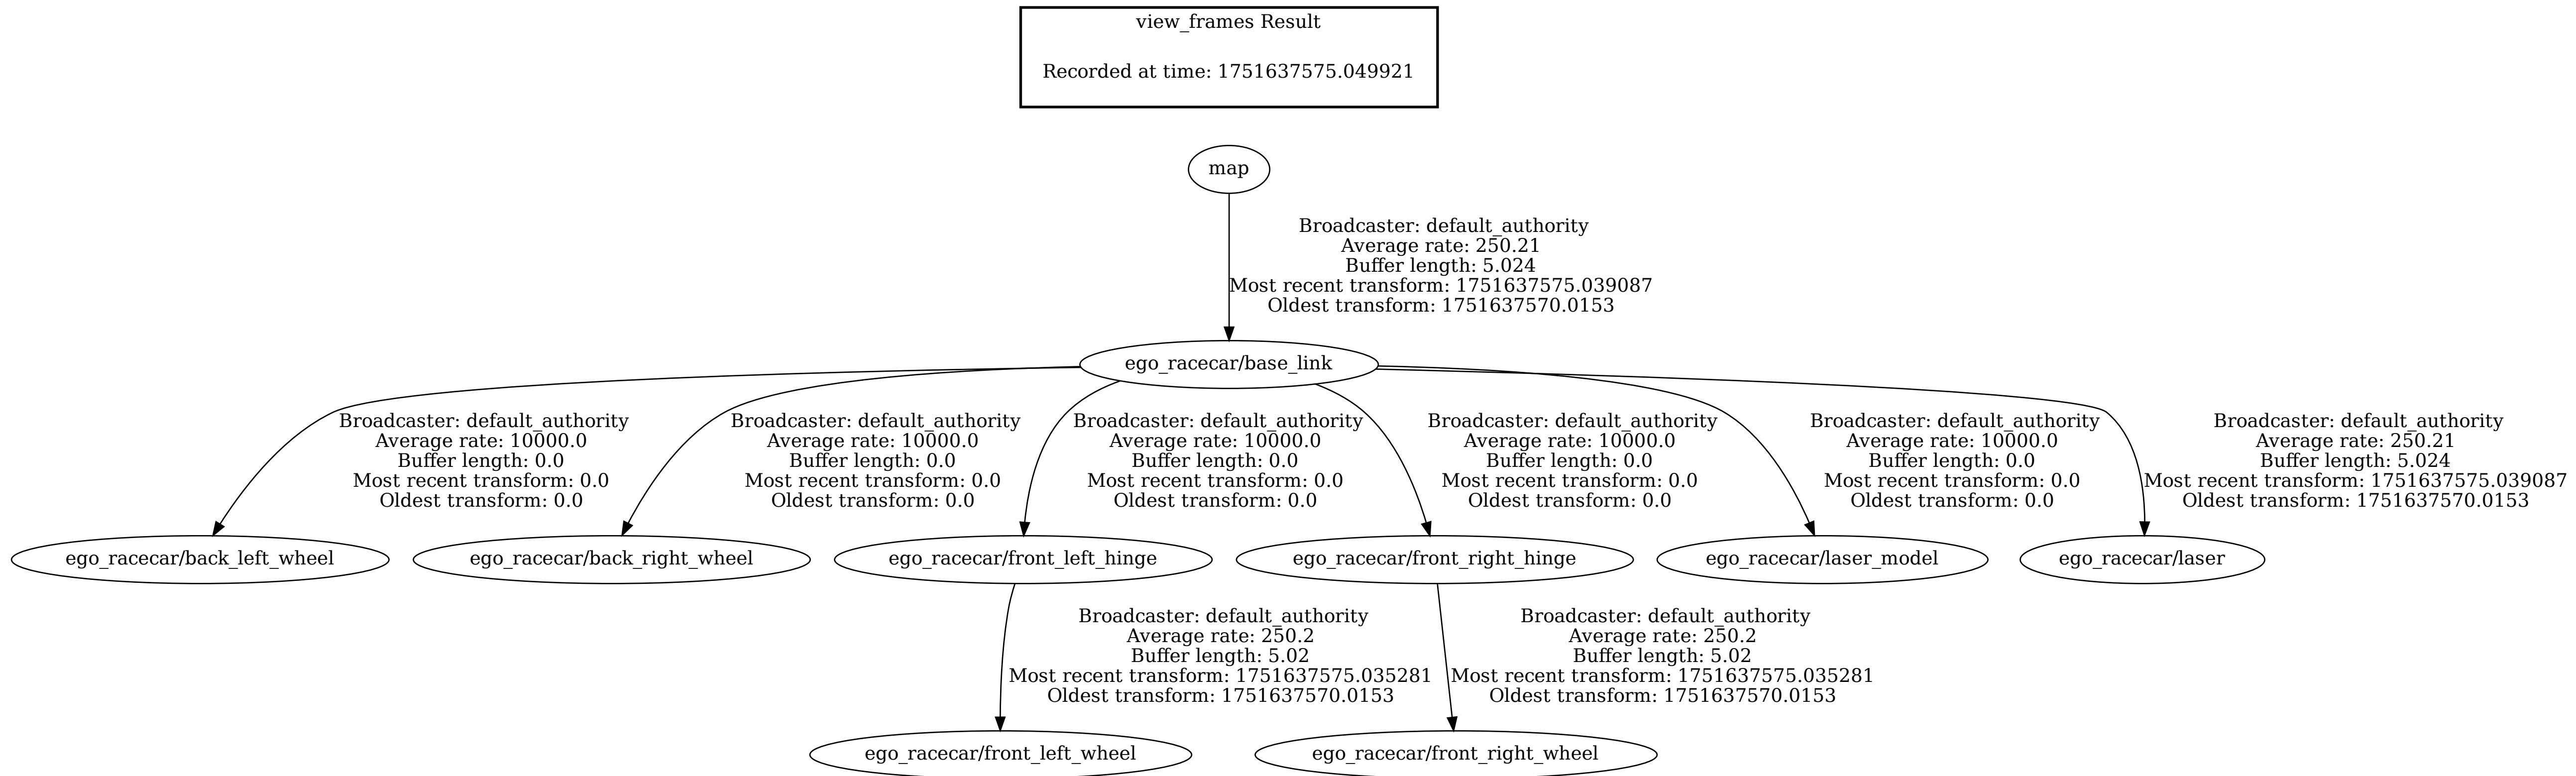 view_frames Result
Recorded at time: 1751637575.049921
map
Broadcaster: default_authority
Average rate: 250.21
Buffer length: 5.024
Most recent transform: 1751637575.039087
Oldest transform: 1751637570.0153
ego_racecar/base_link
Broadcaster: default_authority
Average rate: 10000.0
Buffer length: 0.0
Most recent transform: 0.0
Oldest transform: 0.0
Broadcaster: default_authority
Average rate: 10000.0
Buffer length: 0.0
Most recent transform: 0.0
Oldest transform: 0.0
Broadcaster: default_authority
Average rate: 10000.0
Buffer length: 0.0
Most recent transform: 0.0
Oldest transform: 0.0
Broadcaster: default_authority
Average rate: 10000.0
Buffer length: 0.0
Most recent transform: 0.0
Oldest transform: 0.0
Broadcaster: default_authority
Average rate: 10000.0
Buffer length: 0.0
Most recent transform: 0.0
Oldest transform: 0.0
Broadcaster: default_authority
Average rate: 250.21
Buffer length: 5.024
Most recent transform: 1751637575.039087
Oldest transform: 1751637570.0153
ego_racecar/back_left_wheel
ego_racecar/back_right_wheel
ego_racecar/front_left_hinge
ego_racecar/front_right_hinge
ego_racecar/laser_model
ego_racecar/laser
Broadcaster: default_authority
Average rate: 250.2
Buffer length: 5.02
Most recent transform: 1751637575.035281
Oldest transform: 1751637570.0153
Broadcaster: default_authority
Average rate: 250.2
Buffer length: 5.02
Most recent transform: 1751637575.035281
Oldest transform: 1751637570.0153
ego_racecar/front_left_wheel
ego_racecar/front_right_wheel